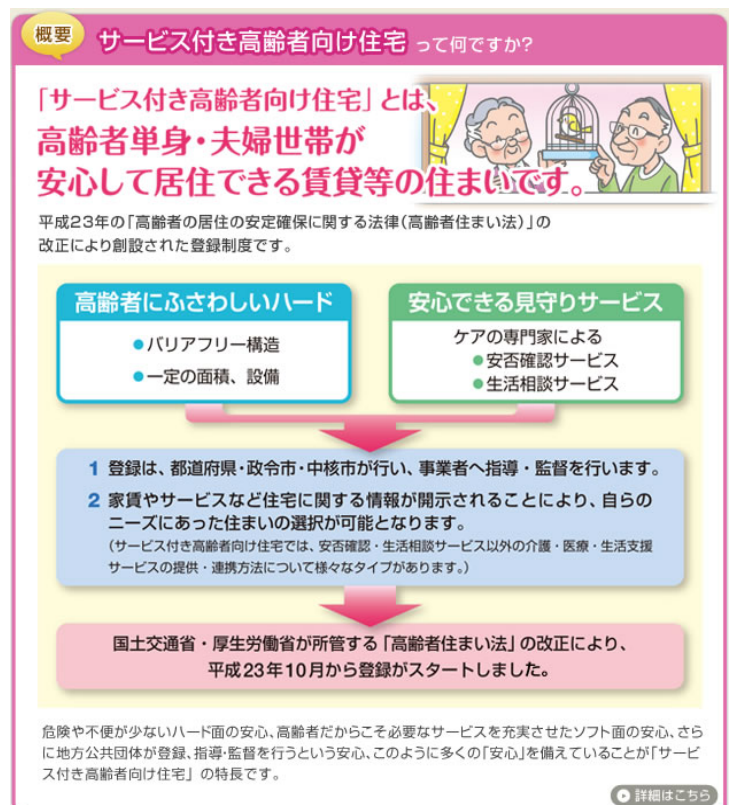 概要 サービス付き高齢者向け住宅 って何ですか?
「サービス付き高齢者向け住宅」とは、
高齢者単身・夫婦世帯が
安心して居住できる賃貸等の住まいです。
平成23年の「高齢者の居住の安定確保に関する法律(高齢者住まい法)」の
改正により創設された登録制度です。
高齢者にふさわしいハード
●バリアフリー構造
●一定の面積、設備
安心できる見守りサービス
ケアの専門家による
●安否確認サービス
●生活相談サービス
1 登録は、都道府県・政令市・中核市が行い、事業者へ指導・監督を行います。
2 家賃やサービスなど住宅に関する情報が開示されることにより、自らの
ニーズにあった住まいの選択が可能となります。
(サービス付き高齢者向け住宅では、安否確認・生活相談サービス以外の介護・医療・生活支援
サービスの提供・連携方法について様々なタイプがあります。)
国土交通省・厚生労働省が所管する「高齢者住まい法」の改正により、
平成23年10月から登録がスタートしました。
危険や不便が少ないハード面の安心、高齢者だからこそ必要なサービスを充実させたソフト面の安心、さら
に地方公共団体が登録、指導・監督を行うという安心、このように多くの「安心」を備えていることが「サービ
ス付き高齢者向け住宅」の特長です。
詳細はこちら